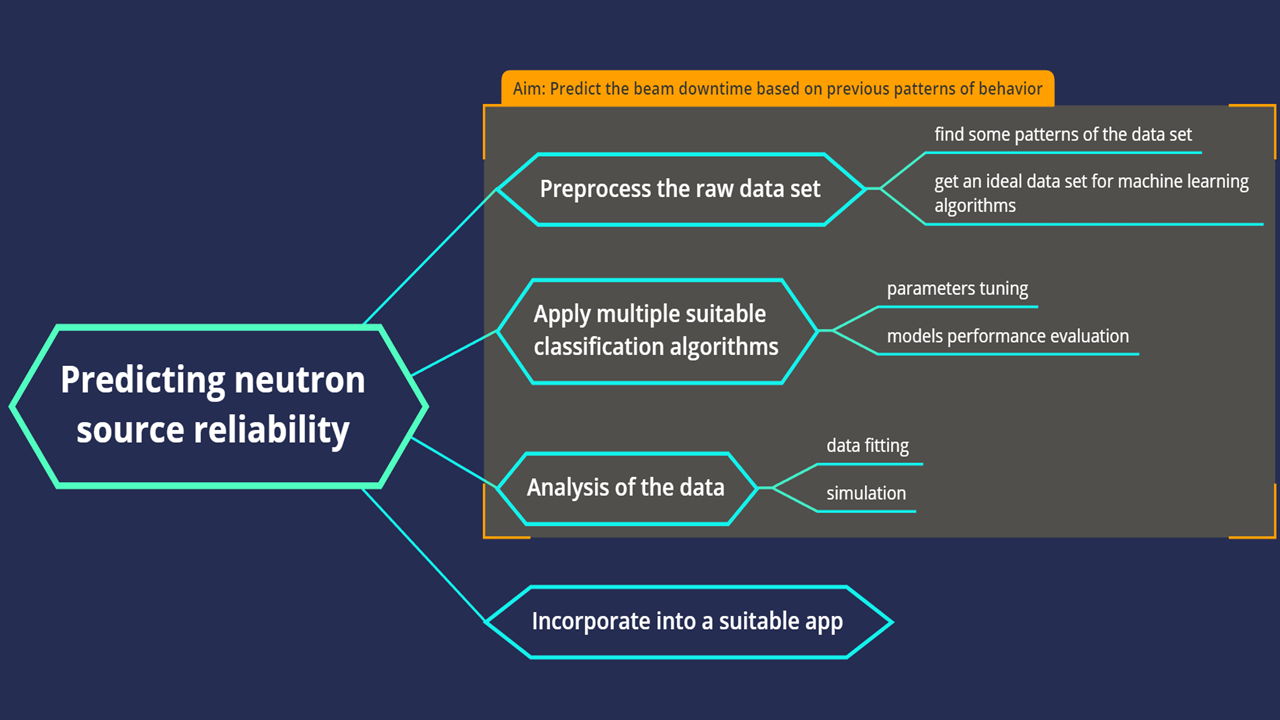 Aim: Predict the beam downtime based on previous patterns of behavior
find some patterns of the data set
Preprocess the raw data set
get an ideal data set for machine learning
algorithms
Apply multiple suitable
classification algorithms
parameters tuning
models performance evaluation
Predicting neutron
source reliability
Analysis of the data
data fitting
simulation
Incorporate into a suitable app